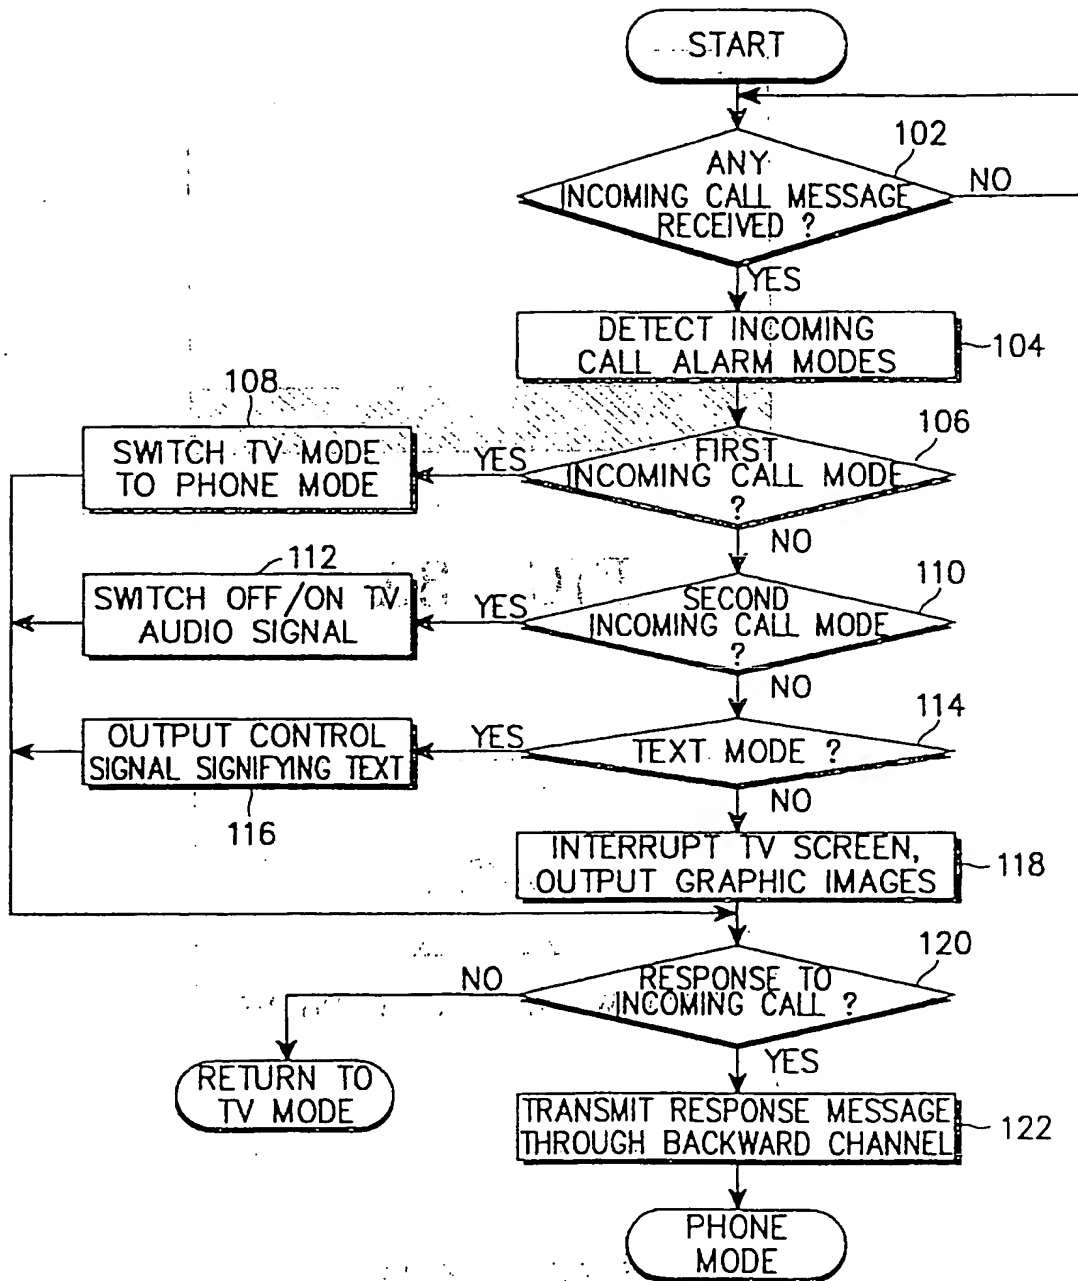 START
102
ANY
INCOMING CALL MESSAGE
RECEIVED ?
NO
YES
DETECT INCOMING
CALL ALARM MODES
104
108
SWITCH TV MODE
TO PHONE MODE
YES
FIRST
INCOMING CALL MODE
?
106
NO
112
SWITCH OFF/ON TV
AUDIO SIGNAL
YES
SECOND
INCOMING CALL MODE
?
110
NO
OUTPUT CONTROL
SIGNAL SIGNIFYING TEXT
116
YES
TEXT MODE ?
114
NO
INTERRUPT TV SCREEN,
OUTPUT GRAPHIC IMAGES
118
RESPONSE TO
INCOMING CALL ?
120
NO
RETURN TO
TV MODE
YES
TRANSMIT RESPONSE MESSAGE
THROUGH BACKWARD CHANNEL
122
PHONE
MODE